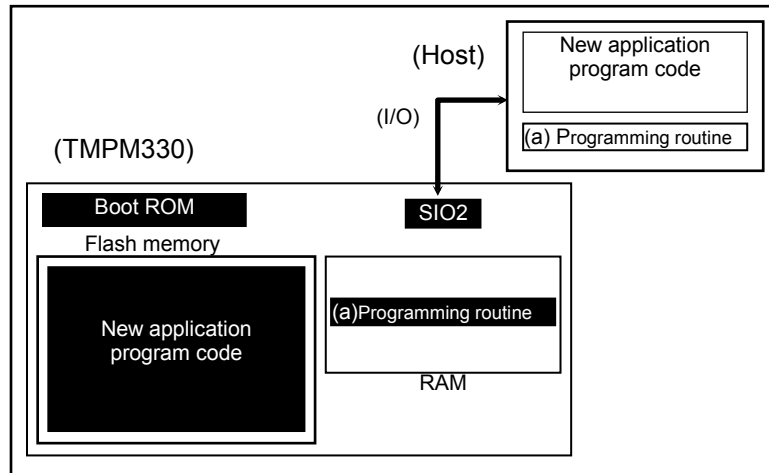 (Host)
New application
program code
(I/O)
(a) Programming routine
(TMPM330)
Boot ROM
SIO2
Flash memory
New application
program code
(a)Programming routine
RAM